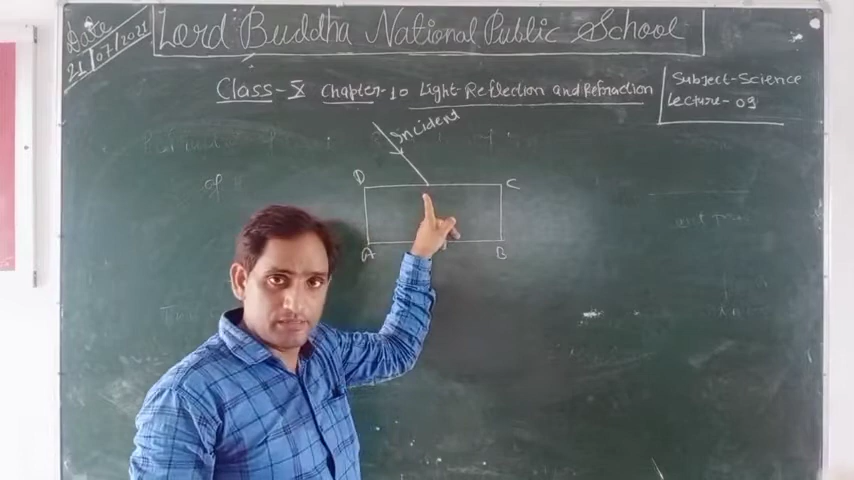 Date
21/07/2021
Lord Buddha National Public School
Class-X Chapter-10 Light-Reflection and Refraction
Subject-Science
Lecture-03
Incident
D
C
A
B